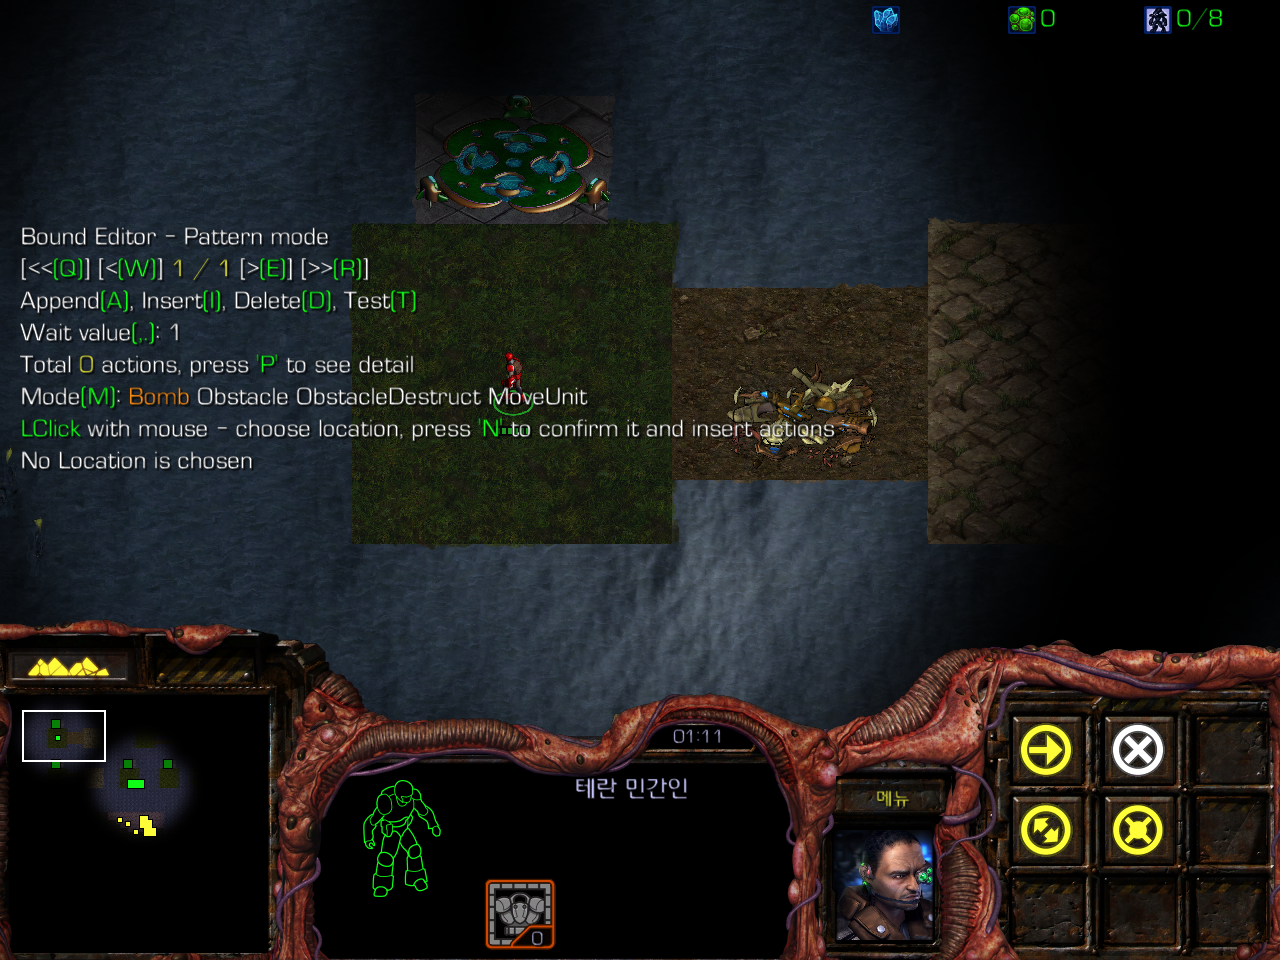 0
0/8
Bound Editor - Pattern mode
[<<(Q)] [<(W)] 1 / 1 [>(E)] [>>(R)]
Append(A), Insert(I), Delete(D), Test(T)
Wait value(,.): 1
Total 0 actions, press 'P' to see detail
Mode(M): Bomb Obstacle ObstacleDestruct MoveUnit
LClick with mouse - choose location, press 'N' to confirm it and insert actions
No Location is chosen
01:11
테란 민간인
메뉴
0